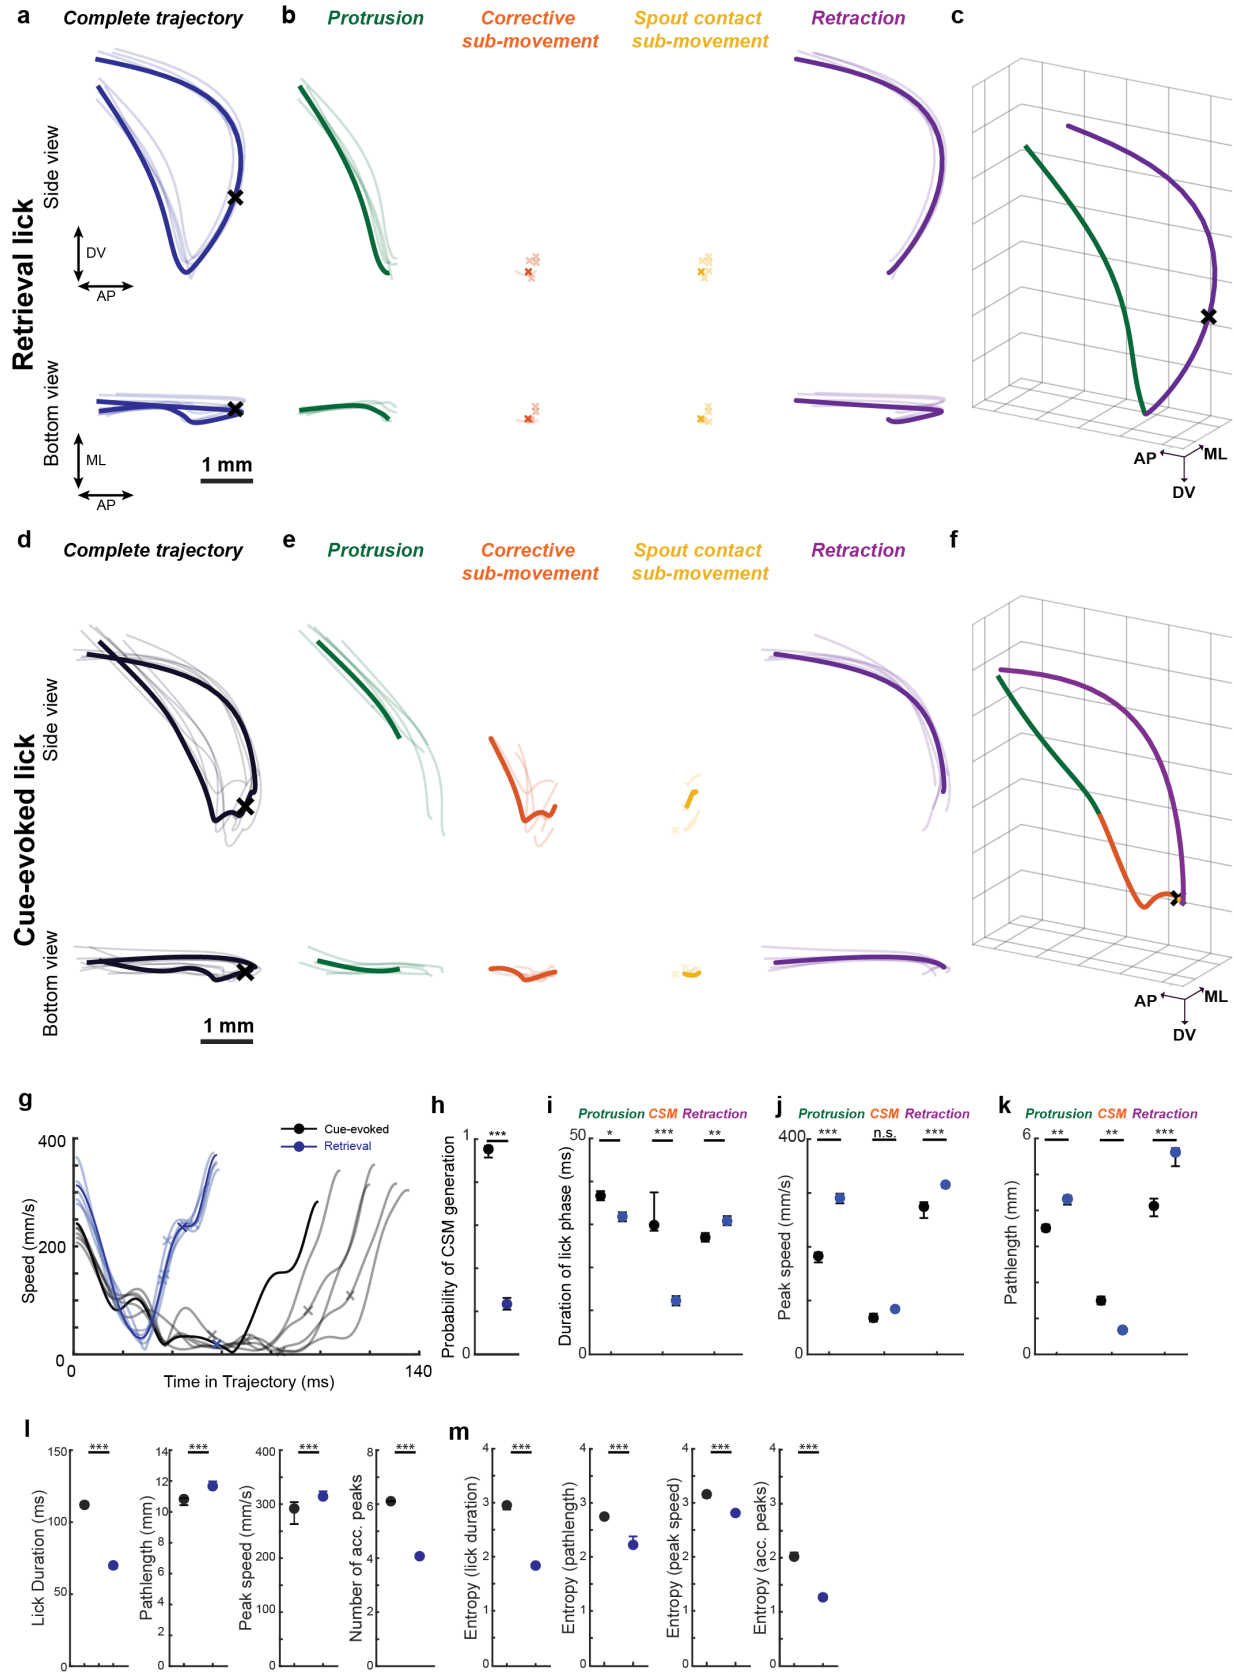 a Complete trajectory
b Protrusion
Corrective
sub-movement
Spout contact
sub-movement
Retraction
c
Retrieval lick
Side view
DV
AP
Bottom view
ML
AP
1 mm
AP
ML
DV
d Complete trajectory
e Protrusion
Corrective
sub-movement
Spout contact
sub-movement
Retraction
f
Cue-evoked lick
Side view
Bottom view
1 mm
AP
ML
DV
g
400
200
0
Speed (mm/s)
0
140
Time in Trajectory (ms)
Cue-evoked
Retrieval
h
1
0
Probability of CSM generation
***
i
Protrusion CSM Retraction
50
0
Duration of lick phase (ms)
* *** **
j
Protrusion CSM Retraction
400
0
Peak speed (mm/s)
*** n.s. ***
k
Protrusion CSM Retraction
6
0
Pathlength (mm)
** ** ***
l
150
100
50
0
Lick Duration (ms)
***
14
12
10
8
6
4
2
0
Pathlength (mm)
***
400
300
200
100
0
Peak speed (mm/s)
***
8
6
4
2
0
Number of acc. peaks
***
m
4
3
2
1
0
Entropy (lick duration)
***
4
3
2
1
0
Entropy (pathlength)
***
4
3
2
1
0
Entropy (peak speed)
***
4
3
2
1
0
Entropy (acc. peaks)
***